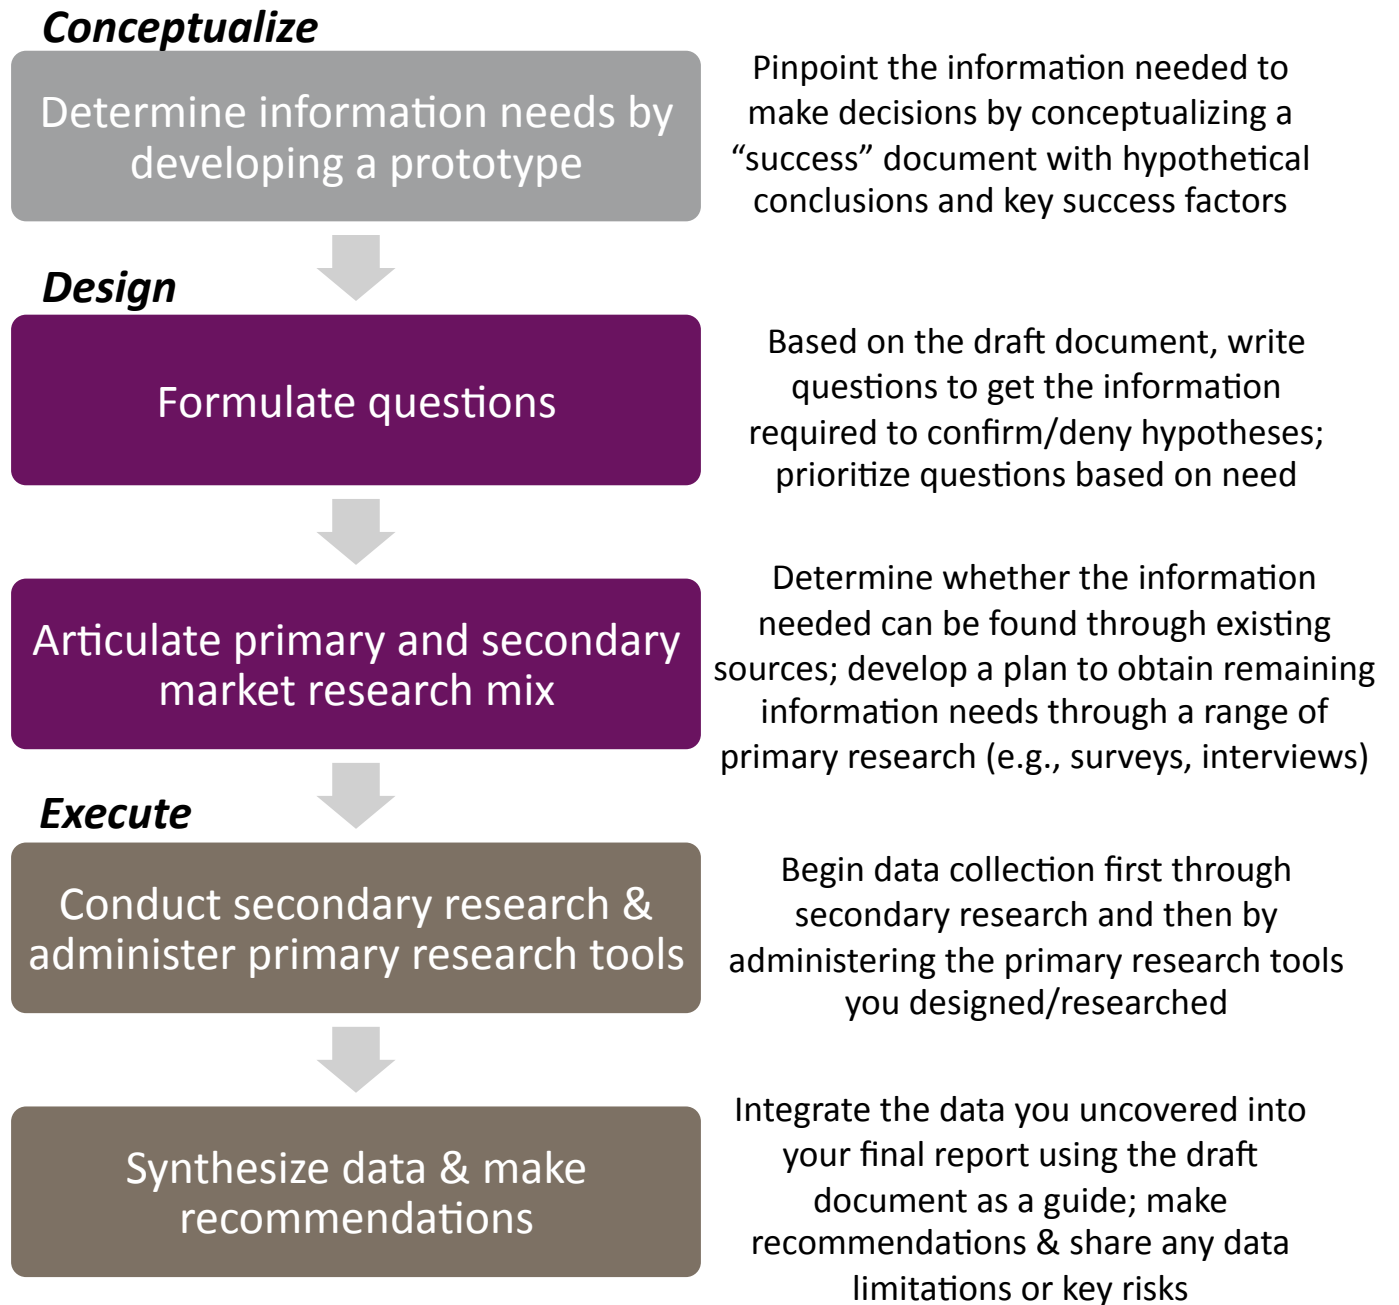 Conceptualize
Determine information needs by
developing a prototype
Pinpoint the information needed to
make decisions by conceptualizing a
“success” document with hypothetical
conclusions and key success factors
Design
Formulate questions
Based on the draft document, write
questions to get the information
required to confirm/deny hypotheses;
prioritize questions based on need
Articulate primary and secondary
market research mix
Determine whether the information
needed can be found through existing
sources; develop a plan to obtain remaining
information needs through a range of
primary research (e.g., surveys, interviews)
Execute
Conduct secondary research &
administer primary research tools
Begin data collection first through
secondary research and then by
administering the primary research tools
you designed/researched
Synthesize data & make
recommendations
Integrate the data you uncovered into
your final report using the draft
document as a guide; make
recommendations & share any data
limitations or key risks